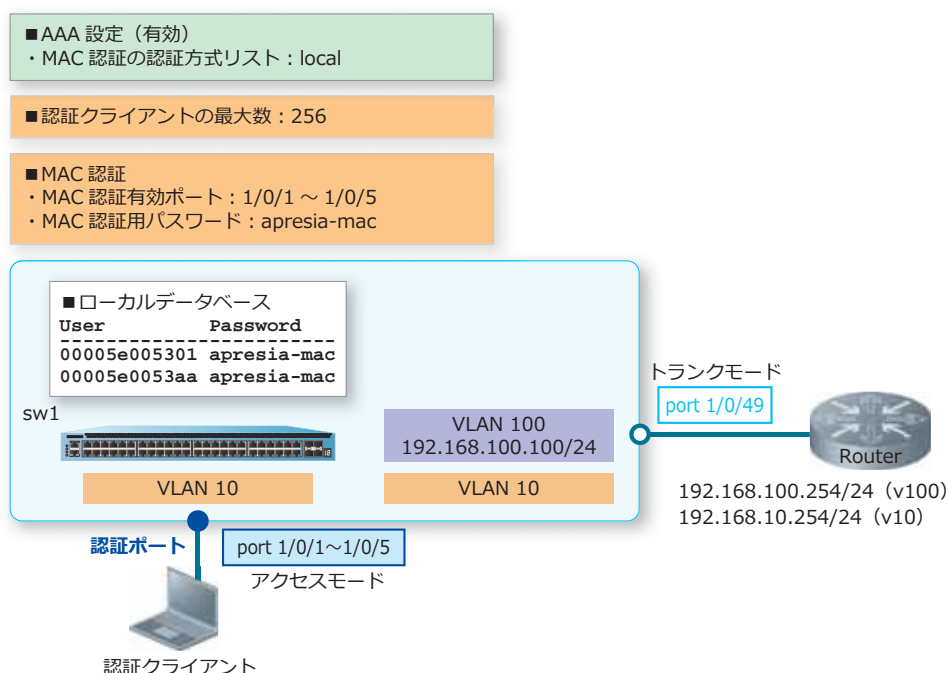 ■AAA 設定（有効）
・MAC 認証の認証方式リスト：local
■認証クライアントの最大数：256
■MAC 認証
・MAC 認証有効ポート：1/0/1 ～ 1/0/5
・MAC 認証用パスワード：apresia-mac
■ローカルデータベース
User Password
-------------------------
00005e005301 apresia-mac
00005e0053aa apresia-mac
sw1
VLAN 10
VLAN 100
192.168.100.100/24
VLAN 10
トランクモード
port 1/0/49
Router
192.168.100.254/24（v100）
192.168.10.254/24（v10）
認証ポート
port 1/0/1～1/0/5
アクセスモード
認証クライアント